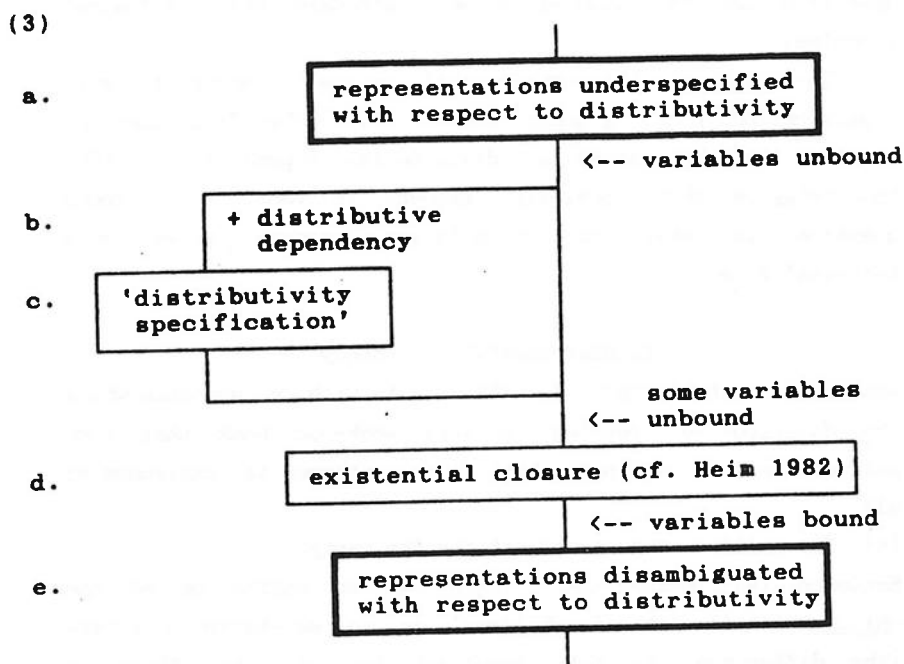 (3)
a.
representations underspecified
with respect to distributivity
<-- variables unbound
b.
+ distributive
dependency
c.
'distributivity
specification'
some variables
<-- unbound
d.
existential closure (cf. Heim 1982)
<-- variables bound
e.
representations disambiguated
with respect to distributivity